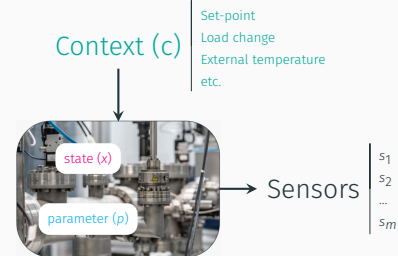 Set-point
Context (c)
Load change
External temperature
etc.
state (x)
parameter (p)
Sensors
s1
s2
...
sm